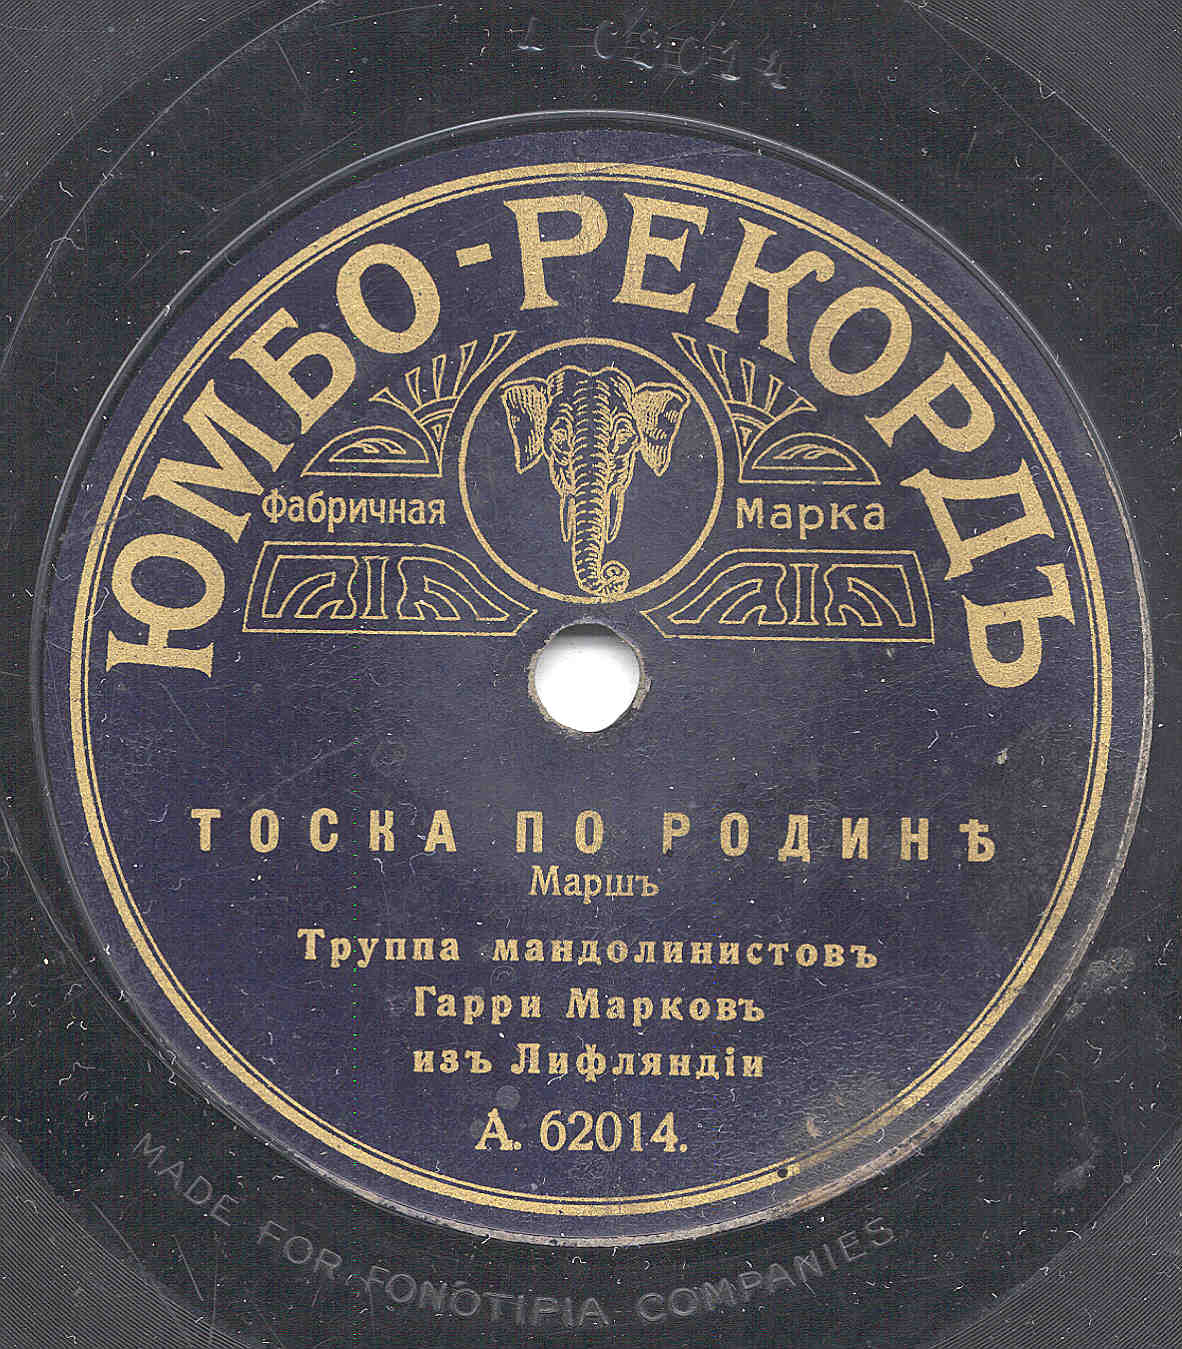 ЮМБО-РЕКОРДЪ
Фабричная Марка
ТОСКА ПО РОДИНѢ
Маршъ
Труппа мандолинистовъ
Гарри Марковъ
изъ Лифляндіи
А. 62014.
MADE FOR FONOTIPIA COMPANIES